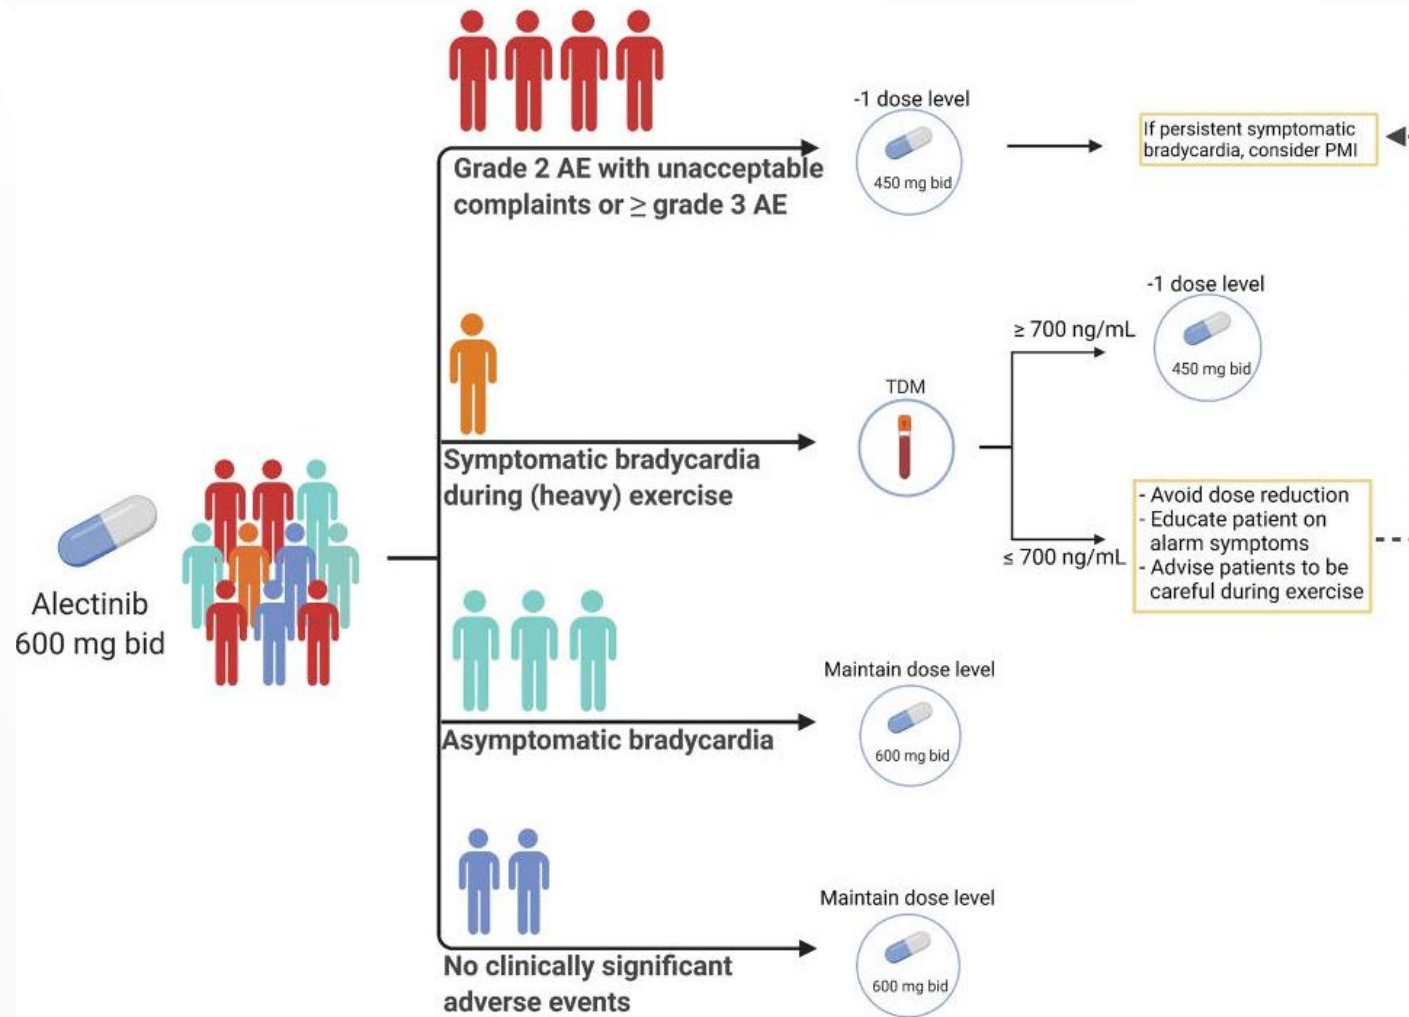 Alectinib
600 mg bid
Grade 2 AE with unacceptable
complaints or ≥ grade 3 AE
-1 dose level
450 mg bid
If persistent symptomatic
bradycardia, consider PMI
Symptomatic bradycardia
during (heavy) exercise
TDM
≥ 700 ng/mL
-1 dose level
450 mg bid
≤ 700 ng/mL
- Avoid dose reduction
- Educate patient on
alarm symptoms
- Advise patients to be
careful during exercise
Asymptomatic bradycardia
Maintain dose level
600 mg bid
No clinically significant
adverse events
Maintain dose level
600 mg bid